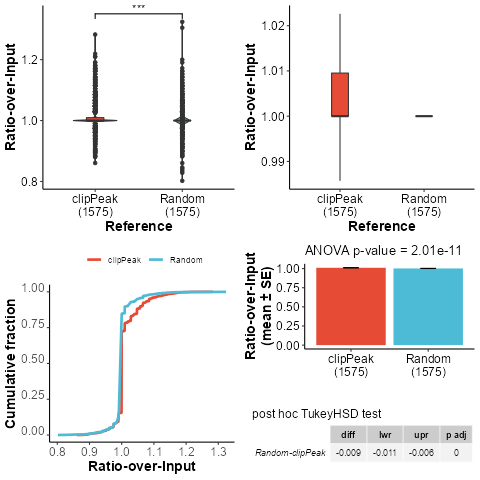 ***
Ratio-over-Input
1.2
1.0
0.8
clipPeak
(1575)
Random
(1575)
Reference
Ratio-over-Input
1.02
1.01
1.00
0.99
clipPeak
(1575)
Random
(1575)
Reference
clipPeak
Random
Cumulative fraction
1.00
0.75
0.50
0.25
0.00
0.8 0.9 1.0 1.1 1.2 1.3
Ratio-over-Input
ANOVA p-value = 2.01e-11
Ratio-over-Input
(mean ± SE)
1.00
0.75
0.50
0.25
0.00
clipPeak
(1575)
Random
(1575)
post hoc TukeyHSD test
diff lwr upr p adj
Random-clipPeak -0.009 -0.011 -0.006 0